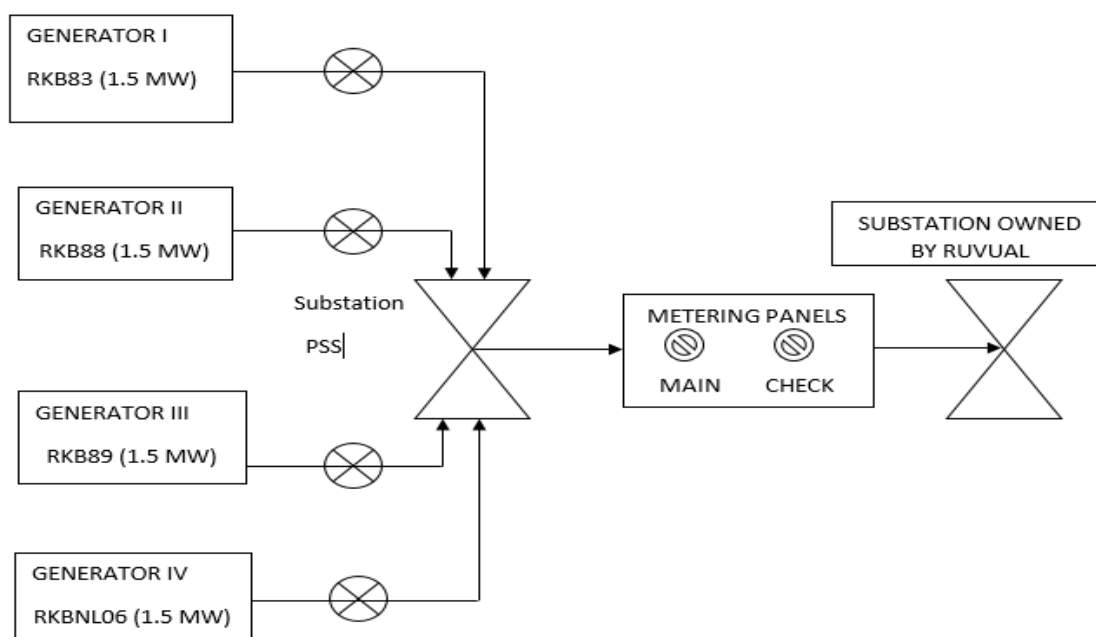 GENERATOR I
RKB83 (1.5 MW)
GENERATOR II
RKB88 (1.5 MW)
SUBSTATION OWNED
BY RUVUAL
Substation
PSS
METERING PANELS
MAIN CHECK
GENERATOR III
RKB89 (1.5 MW)
GENERATOR IV
RKBNL06 (1.5 MW)